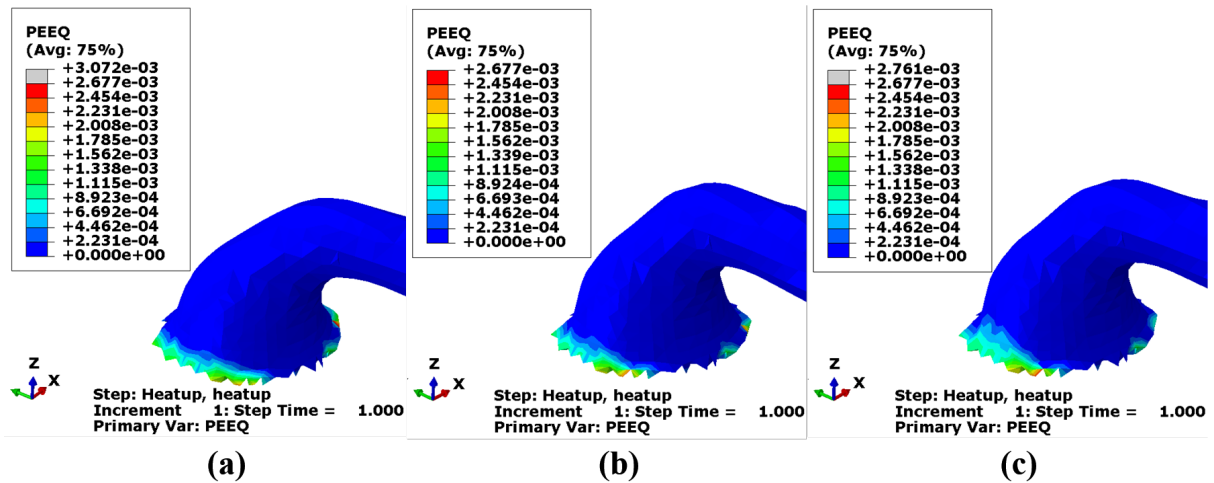 PEEQ
(Avg: 75%)
+3.072e-03
+2.677e-03
+2.454e-03
+2.231e-03
+2.008e-03
+1.785e-03
+1.562e-03
+1.338e-03
+1.115e-03
+8.923e-04
+6.692e-04
+4.462e-04
+2.231e-04
+0.000e+00
Z
X
Step: Heatup, heatup
Increment 1: Step Time = 1.000
Primary Var: PEEQ
(a)
PEEQ
(Avg: 75%)
+2.677e-03
+2.454e-03
+2.231e-03
+2.008e-03
+1.785e-03
+1.562e-03
+1.339e-03
+1.115e-03
+8.924e-04
+6.693e-04
+4.462e-04
+2.231e-04
+0.000e+00
Z
X
Step: Heatup, heatup
Increment 1: Step Time = 1.000
Primary Var: PEEQ
(b)
PEEQ
(Avg: 75%)
+2.761e-03
+2.677e-03
+2.454e-03
+2.231e-03
+2.008e-03
+1.785e-03
+1.562e-03
+1.338e-03
+1.115e-03
+8.923e-04
+6.692e-04
+4.462e-04
+2.231e-04
+0.000e+00
Z
X
Step: Heatup, heatup
Increment 1: Step Time = 1.000
Primary Var: PEEQ
(c)